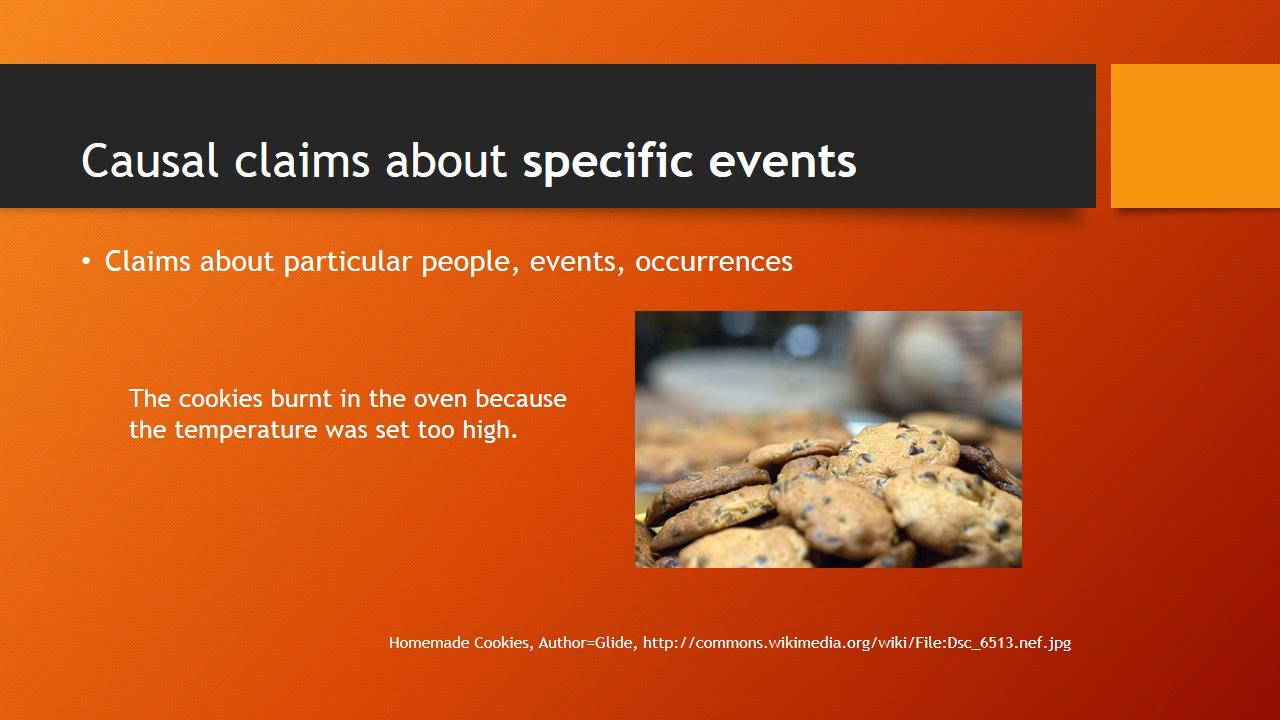 Causal claims about specific events
• Claims about particular people, events, occurrences
The cookies burnt in the oven because
the temperature was set too high.
Homemade Cookies, Author=Glide, http://commons.wikimedia.org/wiki/File:Dsc_6513.nef.jpg